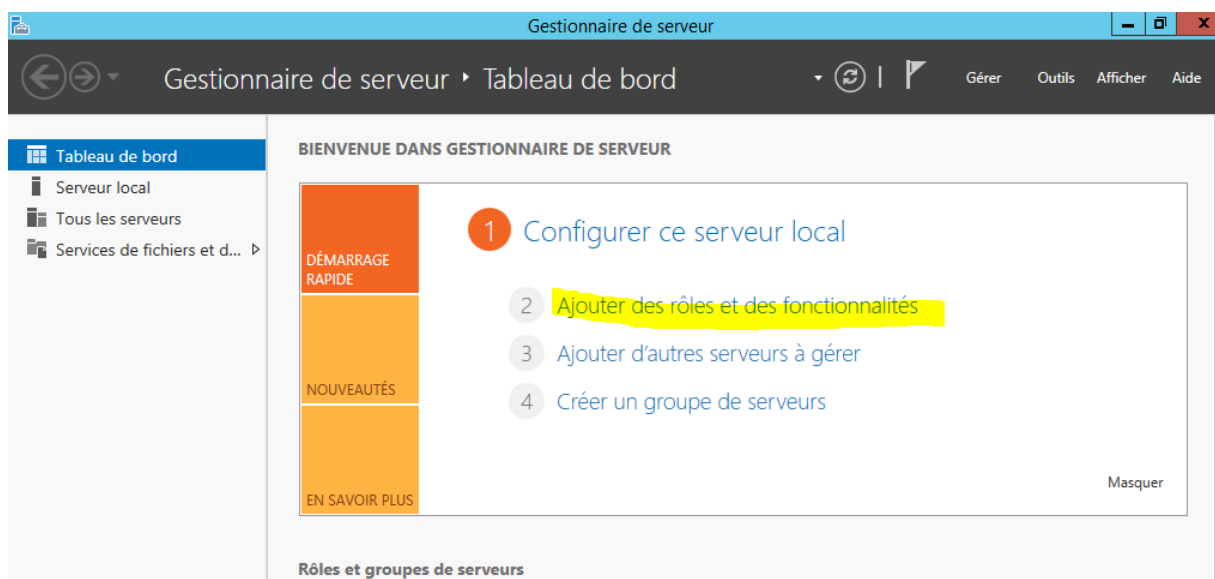 Gestionnaire de serveur
Gestionnaire de serveur ‣ Tableau de bord
Gérer Outils Afficher Aide
Tableau de bord
Serveur local
Tous les serveurs
Services de fichiers et d...
BIENVENUE DANS GESTIONNAIRE DE SERVEUR
DÉMARRAGE
RAPIDE
NOUVEAUTÉS
EN SAVOIR PLUS
1 Configurer ce serveur local
2 Ajouter des rôles et des fonctionnalités
3 Ajouter d’autres serveurs à gérer
4 Créer un groupe de serveurs
Masquer
Rôles et groupes de serveurs